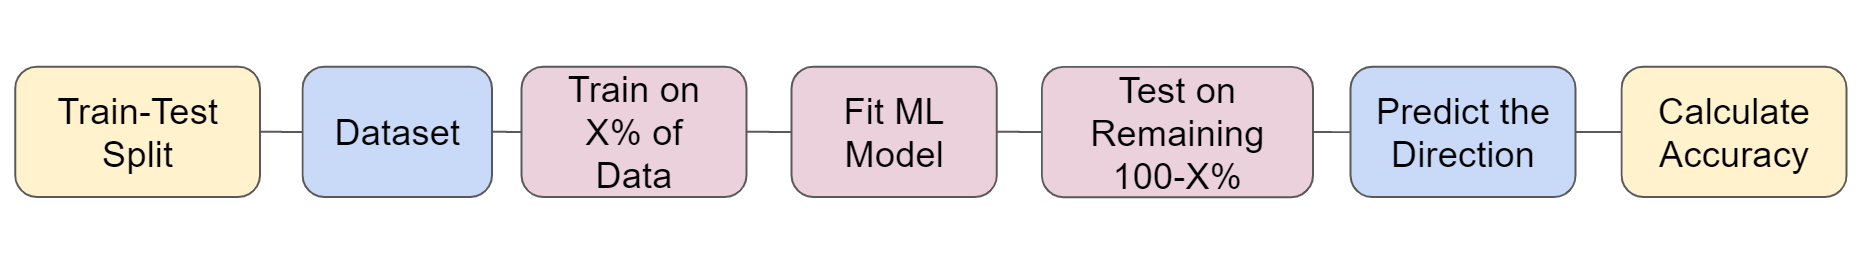 Train-Test
Split
Dataset
Train on
X% of
Data
Fit ML
Model
Test on
Remaining
100-X%
Predict the
Direction
Calculate
Accuracy